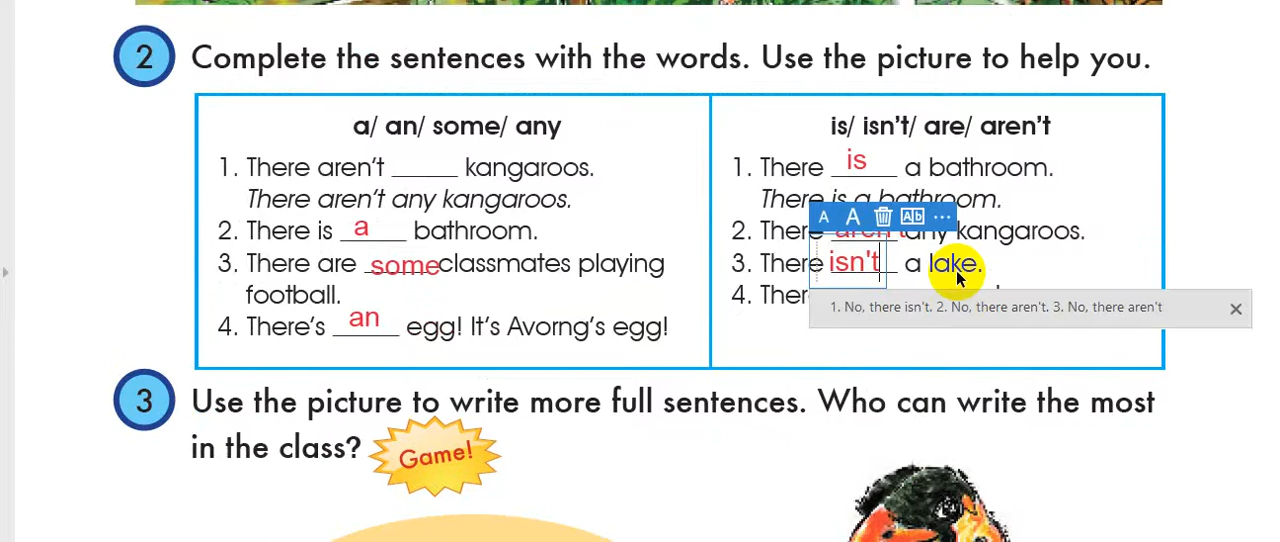 2 Complete the sentences with the words. Use the picture to help you.
a/ an/ some/ any
1. There aren't ____ kangaroos.
There aren't any kangaroos.
2. There is a bathroom.
3. There are some classmates playing
football.
4. There's an egg! It's Avorng's egg!
is/ isn't/ are/ aren't
1. There is a bathroom.
There is a bathroom.
A A Ab ...
2. There aren't any kangaroos.
3. There isn't a lake.
4. Ther
1. No, there isn't. 2. No, there aren't. 3. No, there aren't
3 Use the picture to write more full sentences. Who can write the most
in the class?
Game!